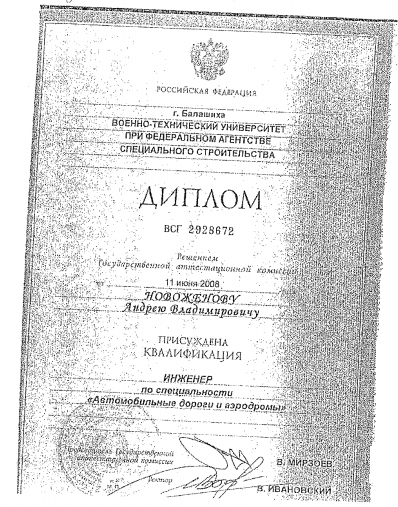 РОССИЙСКАЯ ФЕДЕРАЦИЯ
г. Балашиха
ВОЕННО-ТЕХНИЧЕСКИЙ УНИВЕРСИТЕТ
ПРИ ФЕДЕРАЛЬНОМ АГЕНТСТВЕ
СПЕЦИАЛЬНОГО СТРОИТЕЛЬСТВА
ДИПЛОМ
ВСГ 2928672
Решением
Государственной аттестационной комиссии
от 11 июня 2008
НОВОЖЕНОВУ
Андрею Владимировичу
ПРИСУЖДЕНА
КВАЛИФИКАЦИЯ
ИНЖЕНЕР
по специальности
«Автомобильные дороги и аэродромы»
Председатель Государственной
аттестационной комиссии
В. МИРЗОЕВ
Ректор
В. ИВАНОВСКИЙ